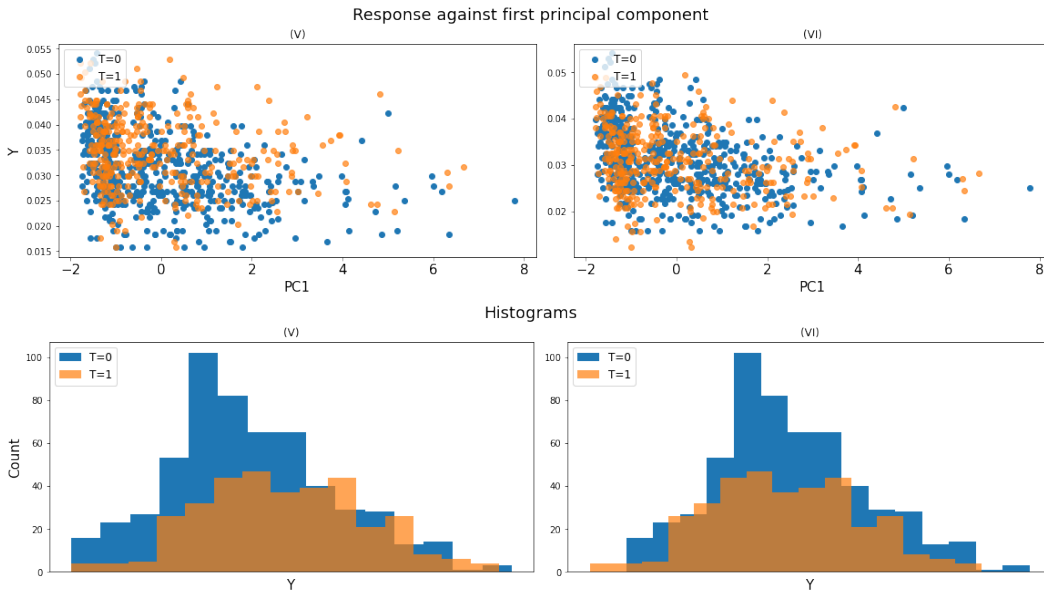 Response against first principal component
(V)
(VI)
T=0
T=1
T=0
T=1
0.055
0.050
0.045
0.040
0.035
0.030
0.025
0.020
0.015
0.05
0.04
0.03
0.02
Y
−2 0 2 4 6 8
−2 0 2 4 6 8
PC1
PC1
Histograms
(V)
(VI)
T=0
T=1
T=0
T=1
100
80
60
40
20
0
100
80
60
40
20
0
Count
Y
Y